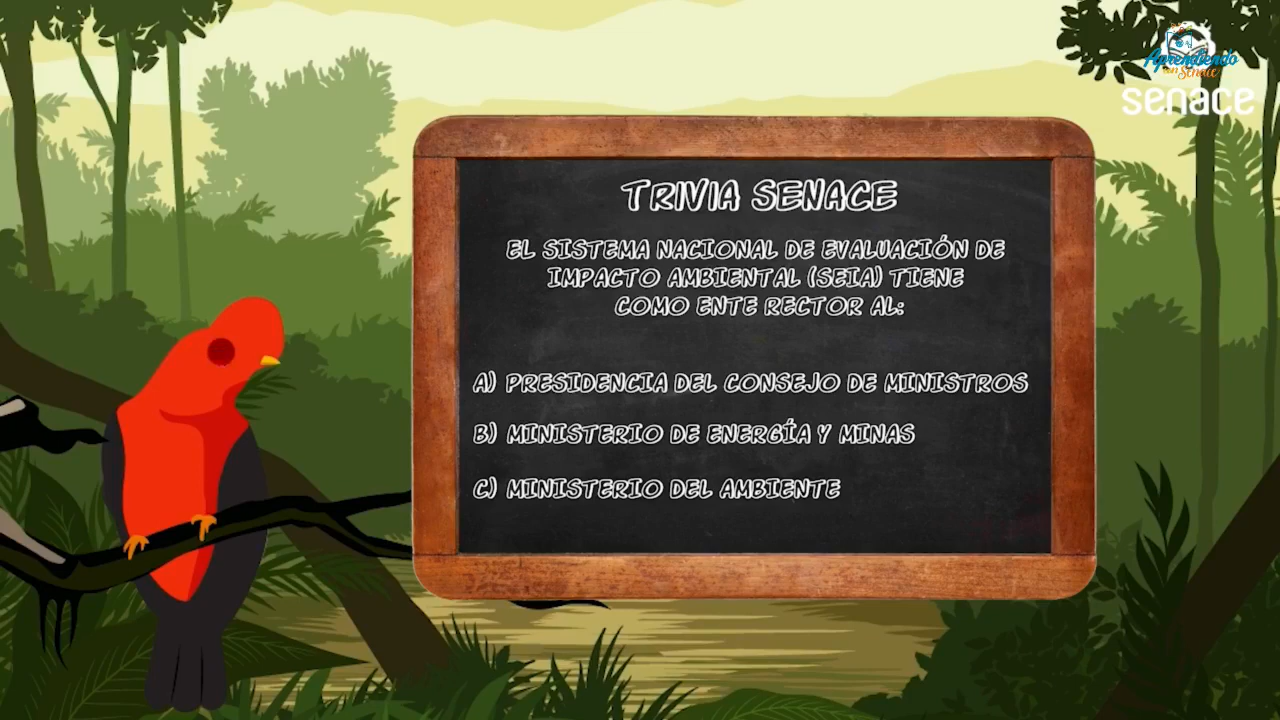 Aprendiendo
con Senace
senace
TRIVIA SENACE
EL SISTEMA NACIONAL DE EVALUACIÓN DE
IMPACTO AMBIENTAL (SEIA) TIENE
COMO ENTE RECTOR AL:
A) PRESIDENCIA DEL CONSEJO DE MINISTROS
B) MINISTERIO DE ENERGÍA Y MINAS
C) MINISTERIO DEL AMBIENTE